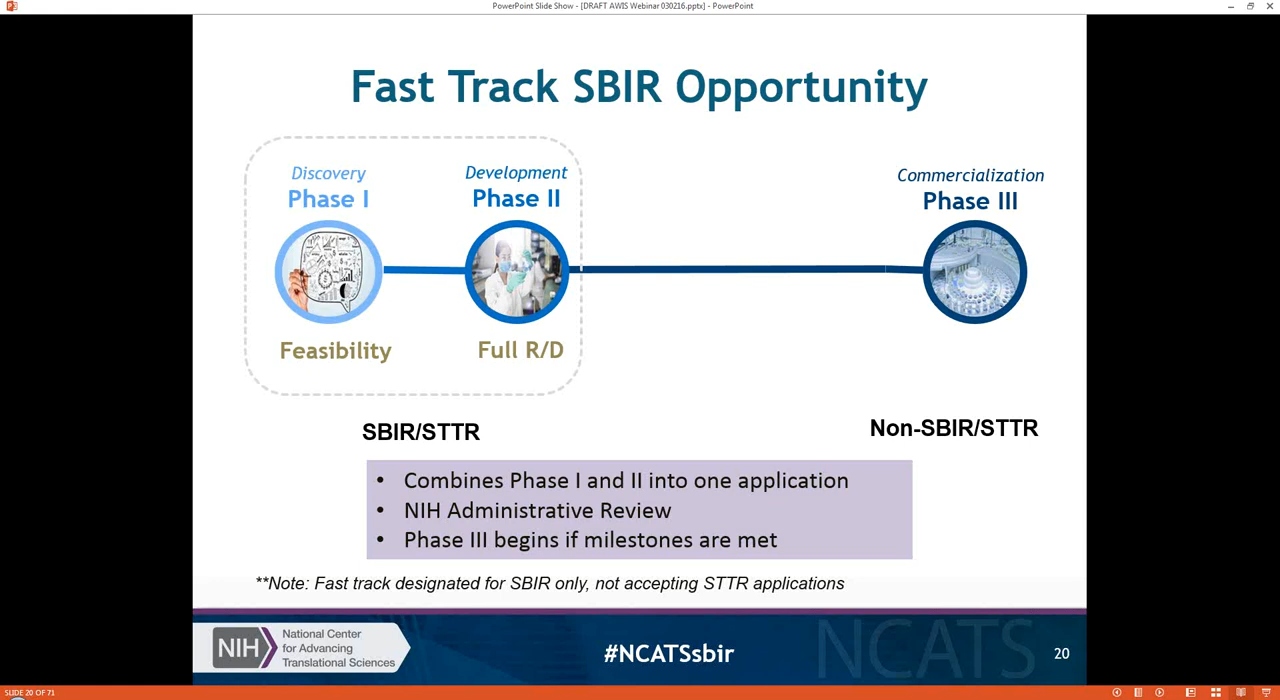 PowerPoint Slide Show - [DRAFT AWIS Webinar 030216.pptx] - PowerPoint
Fast Track SBIR Opportunity
Discovery
Phase I
Development
Phase II
Commercialization
Phase III
Feasibility
Full R/D
SBIR/STTR
Non-SBIR/STTR
• Combines Phase I and II into one application
• NIH Administrative Review
• Phase III begins if milestones are met
**Note: Fast track designated for SBIR only, not accepting STTR applications
NIH
National Center
for Advancing
Translational Sciences
#NCATSsbir
NCATS
20
SLIDE 20 OF 71